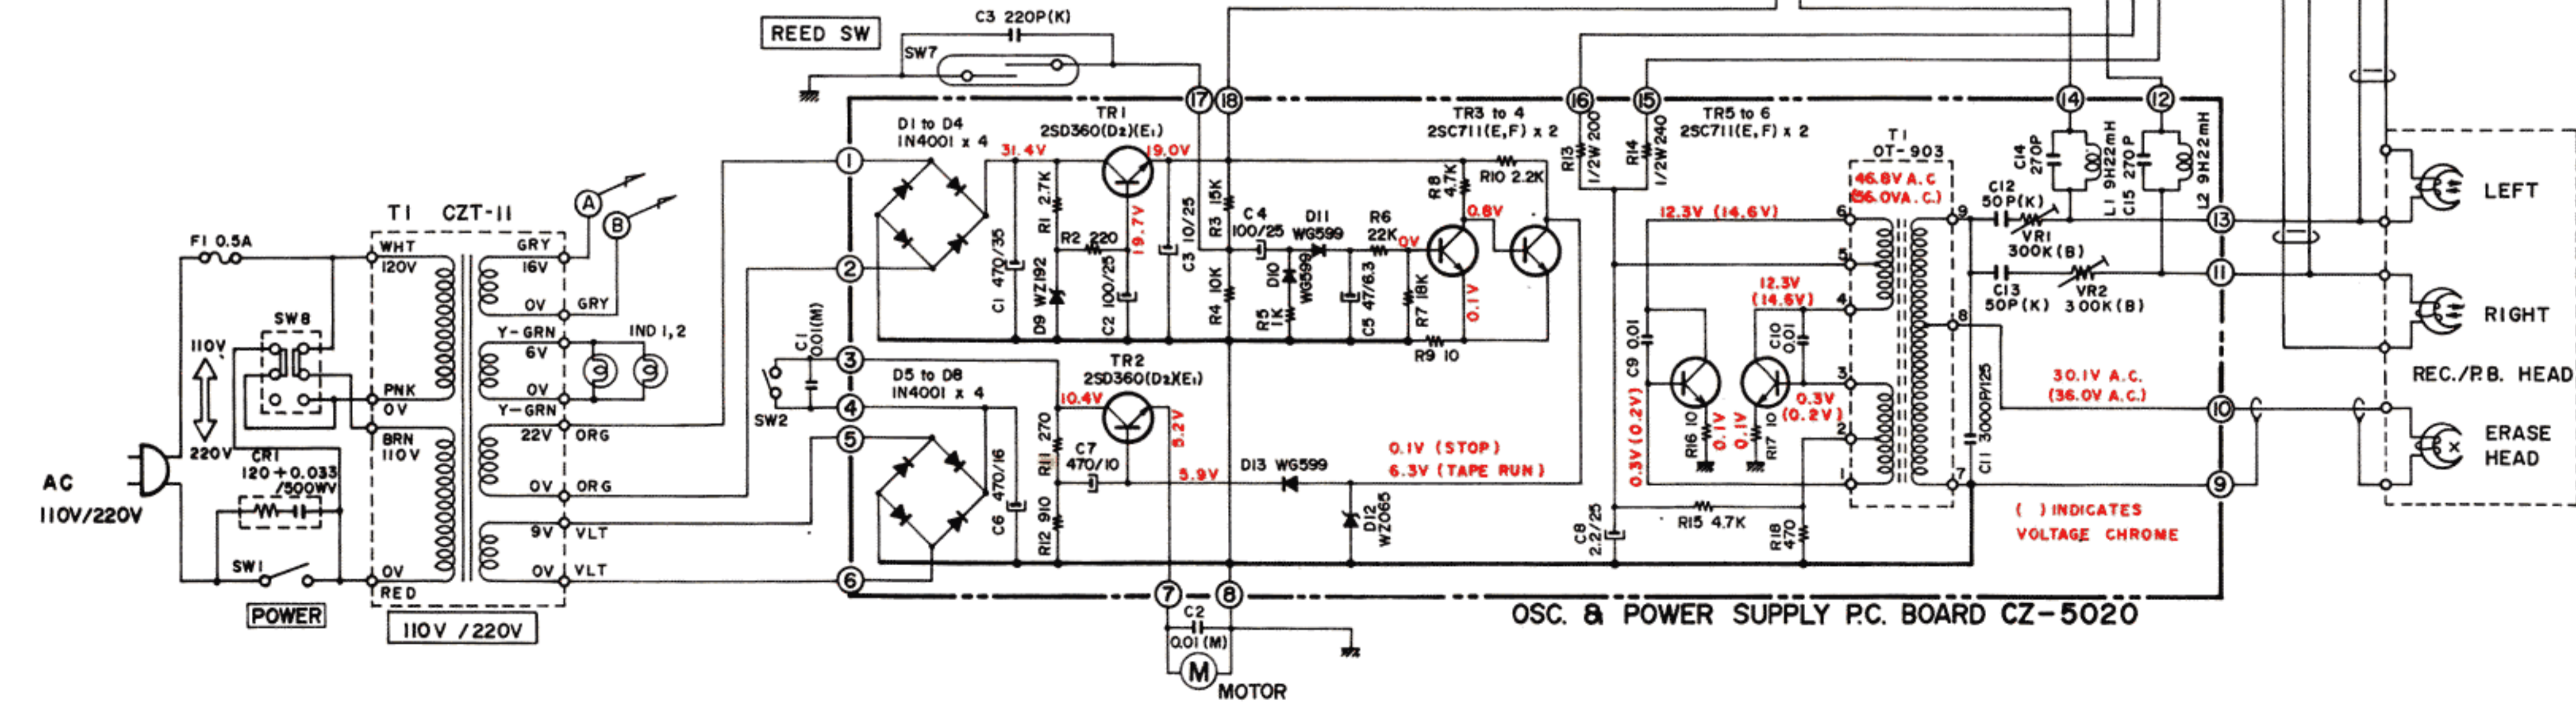 C3 220P(K)
REED SW
SW7
17
18
16
15
14
12
D1 to D4
1N4001 x 4
TR1
2SD360(D2)(E1)
31.4V
19.0V
TR3 to 4
2SC711(E,F) x 2
R13
1/2W 200
R14
1/2W 240
TR5 to 6
2SC711(E,F) x 2
T1
OT-903
46.8V A.C
(56.0VA.C.)
C14
270P
L1 9H22mH
C15 270P
L2 9H22mH
LEFT
1
2
R1 2.7K
R2 220
19.7V
C1 470/35
D9 WZ192
C2 100/25
C3 10/25
R3 15K
R4 10K
C4
100/25
D11
WG599
D10
WG599
R5
1K
R6
22K
0V
C5 47/6.3
R7 18K
R8
4.7K
R10 2.2K
0.8V
0.1V
R9 10
12.3V (14.6V)
6
5
4
3
2
1
9
8
7
12.3V
(14.6V)
C12
50P(K)
VR1
300K(B)
C13
50P(K)
VR2
300K(B)
13
11
RIGHT
REC./P.B. HEAD
A
B
T1 CZT-11
F1 0.5A
WHT
120V
GRY
16V
0V
GRY
Y-GRN
6V
IND 1,2
0V
Y-GRN
SW8
110V
220V
PNK
0V
BRN
110V
22V
ORG
0V
ORG
CR1
120+0.033
/500WV
AC
110V/220V
9V
VLT
0V
VLT
SW1
0V
RED
POWER
110V/220V
C1
0.01(M)
SW2
3
4
5
6
D5 to D8
1N4001 x 4
TR2
2SD360(D2)(E1)
10.4V
5.2V
R11 270
C7
470/10
5.9V
C6 470/16
R12 910
D13 WG599
D12
WZ065
0.1V (STOP)
6.3V (TAPE RUN)
C9 0.01
C10
0.01
0.3V (0.2V)
R16 10
0.1V
0.1V
R17 10
0.3V
(0.2V)
C8
2.2/25
R15 4.7K
R18
470
C11 3000P/125
30.1V A.C.
(36.0V A.C.)
10
9
ERASE
HEAD
( ) INDICATES
VOLTAGE CHROME
7
8
C2
0.01(M)
M
MOTOR
OSC. & POWER SUPPLY P.C. BOARD CZ-5020